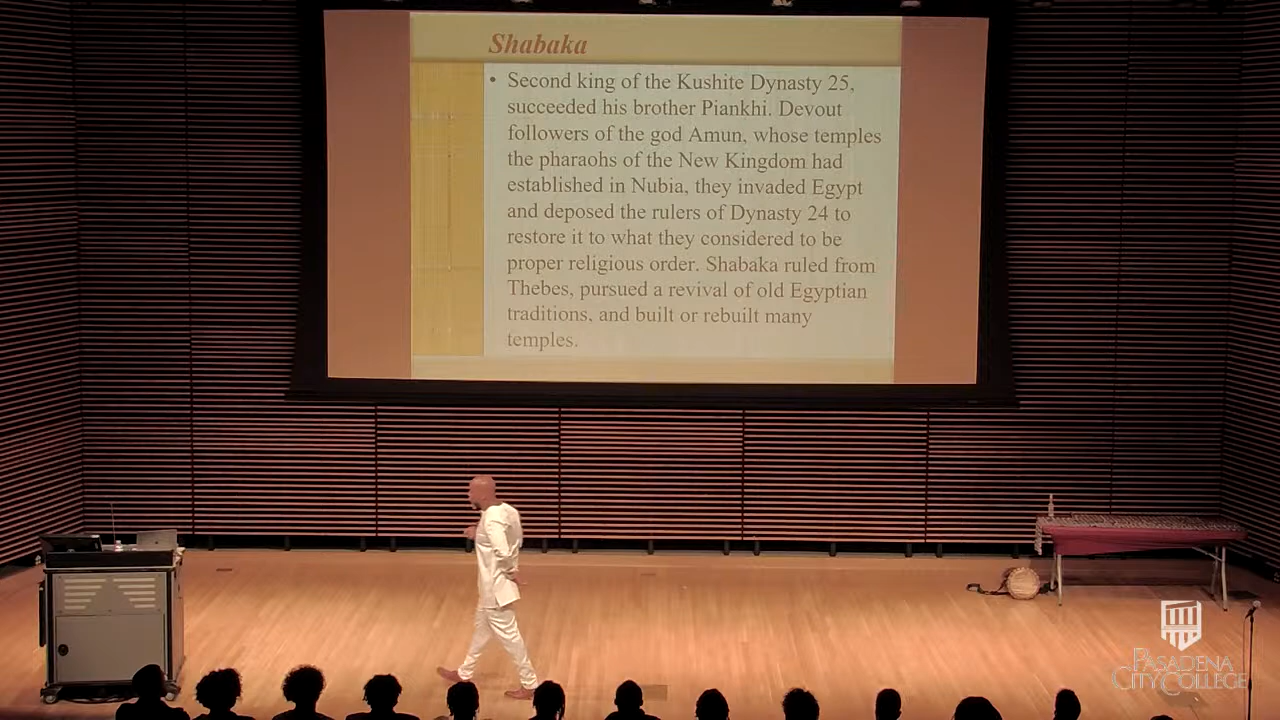 Shabaka
• Second king of the Kushite Dynasty 25,
succeeded his brother Piankhi. Devout
followers of the god Amun, whose temples
the pharaohs of the New Kingdom had
established in Nubia, they invaded Egypt
and deposed the rulers of Dynasty 24 to
restore it to what they considered to be
proper religious order. Shabaka ruled from
Thebes, pursued a revival of old Egyptian
traditions, and built or rebuilt many
temples.
PASADENA
CITY COLLEGE